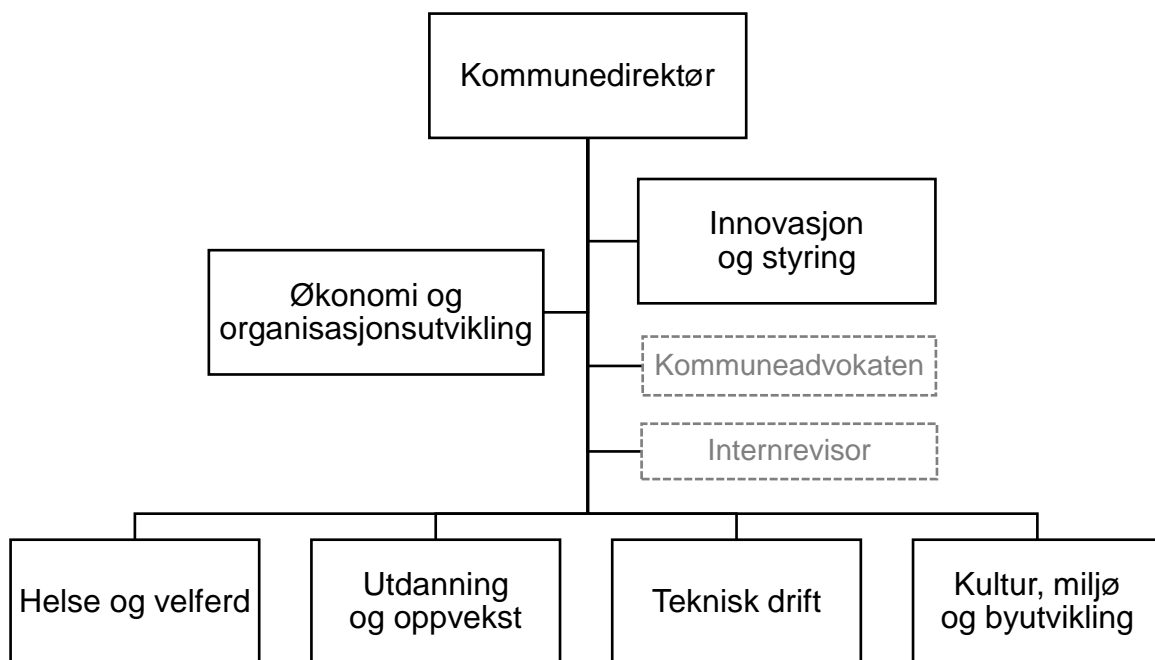 Kommunedirektør
Innovasjon
og styring
Økonomi og
organisasjonsutvikling
Kommuneadvokaten
Internrevisor
Helse og velferd
Utdanning
og oppvekst
Teknisk drift
Kultur, miljø
og byutvikling